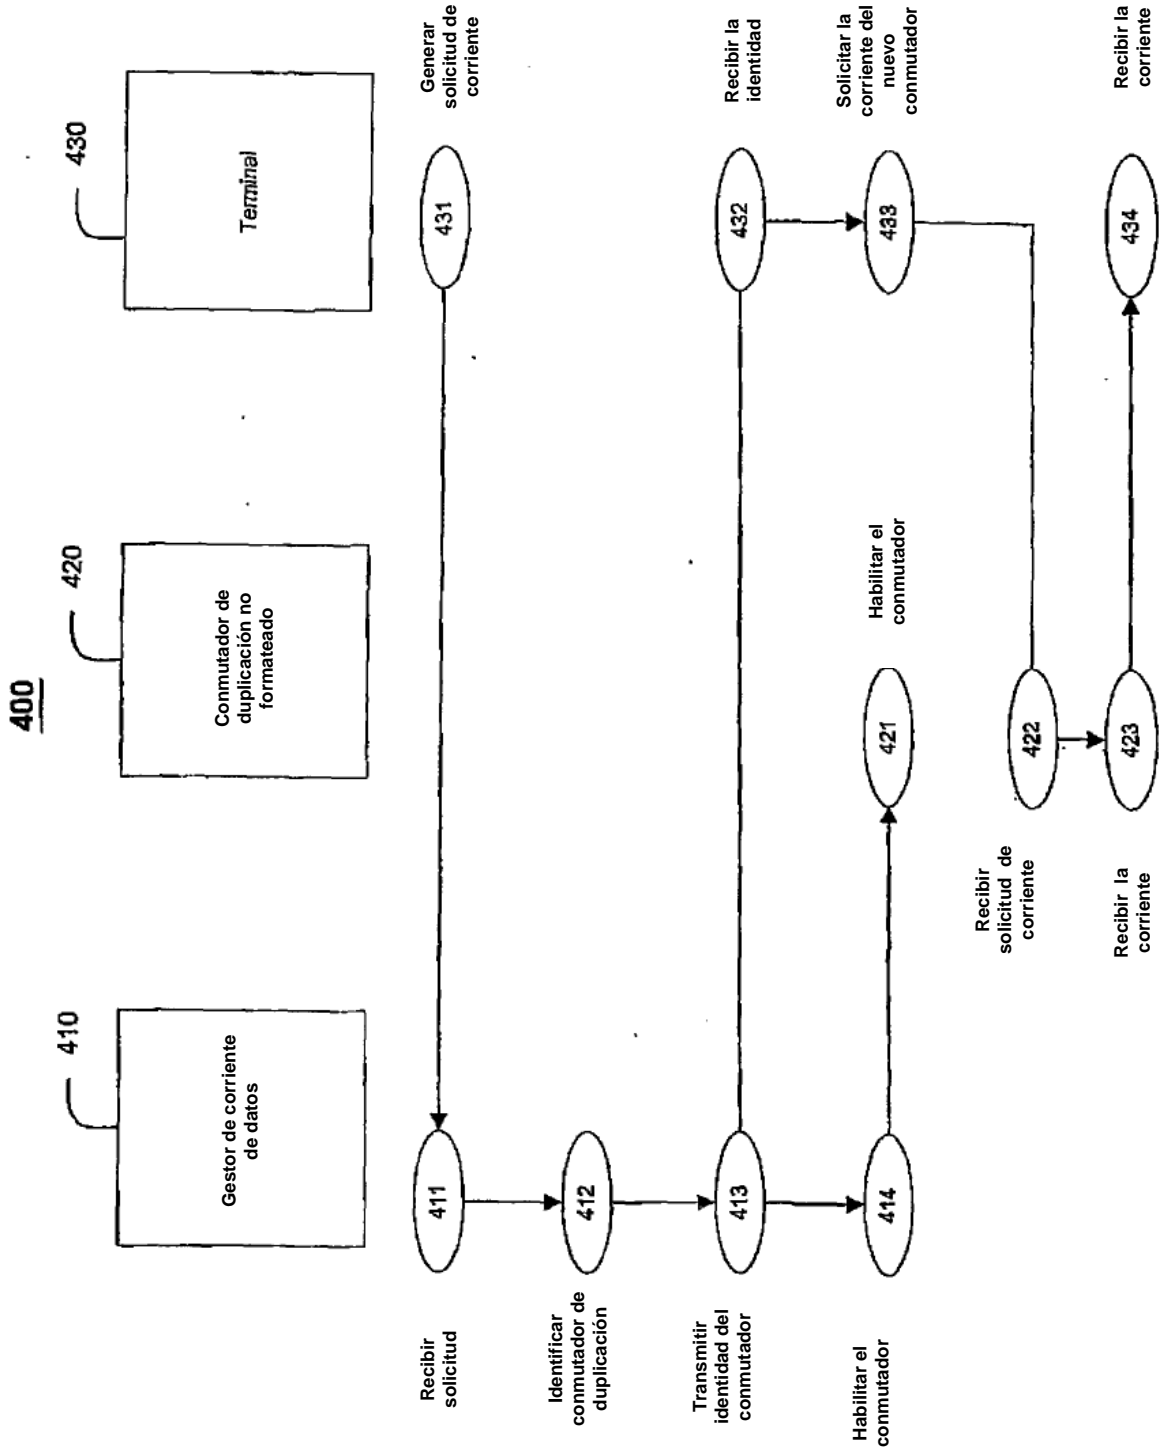 400
410
Gestor de corriente
de datos
420
Conmutador de
duplicación no
formateado
430
Terminal
Recibir
solicitud
411
431
Generar
solicitud de
corriente
Identificar
conmutador de
duplicación
412
Transmitir
identidad del
conmutador
413
432
Recibir la
identidad
Habilitar el
conmutador
414
421
Habilitar el
conmutador
433
Solicitar la
corriente del
nuevo
conmutador
Recibir
solicitud de
corriente
422
Recibir la
corriente
423
434
Recibir la
corriente